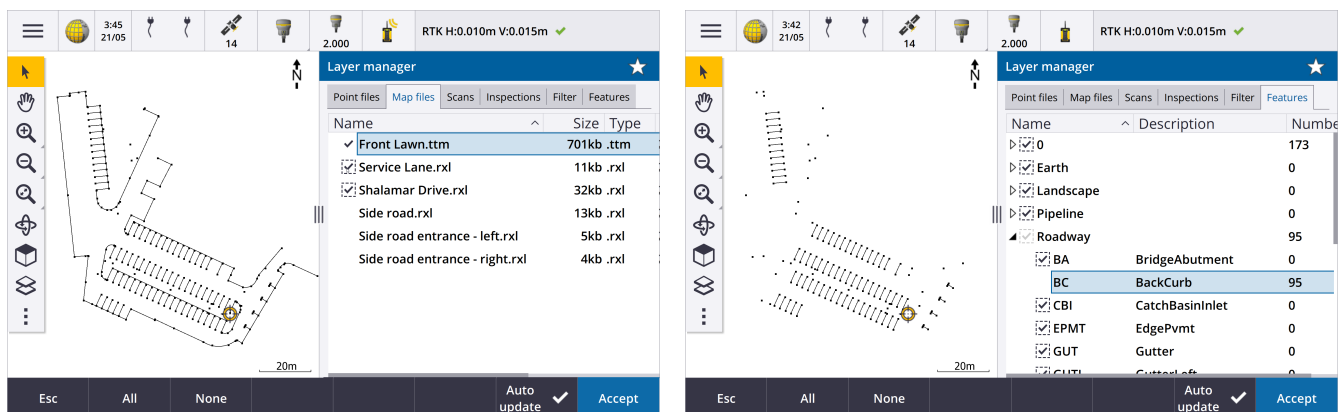 3:45
21/05
14
2.000
RTK H:0.010m V:0.015m
N
20m
Layer manager
Point files Map files Scans Inspections Filter Features
Name Size Type
Front Lawn.ttm 701kb .ttm
Service Lane.rxl 11kb .rxl
Shalamar Drive.rxl 32kb .rxl
Side road.rxl 13kb .rxl
Side road entrance - left.rxl 5kb .rxl
Side road entrance - right.rxl 4kb .rxl
Esc All None Auto update Accept
3:42
21/05
14
2.000
RTK H:0.010m V:0.015m
N
20m
Layer manager
Point files Map files Scans Inspections Filter Features
Name Description Numbe
0 173
Earth 0
Landscape 0
Pipeline 0
Roadway 95
BA BridgeAbutment 0
BC BackCurb 95
CBI CatchBasinInlet 0
EPMT EdgePvmt 0
GUT Gutter 0
GUTL GutterLeft 0
Esc All None Auto update Accept